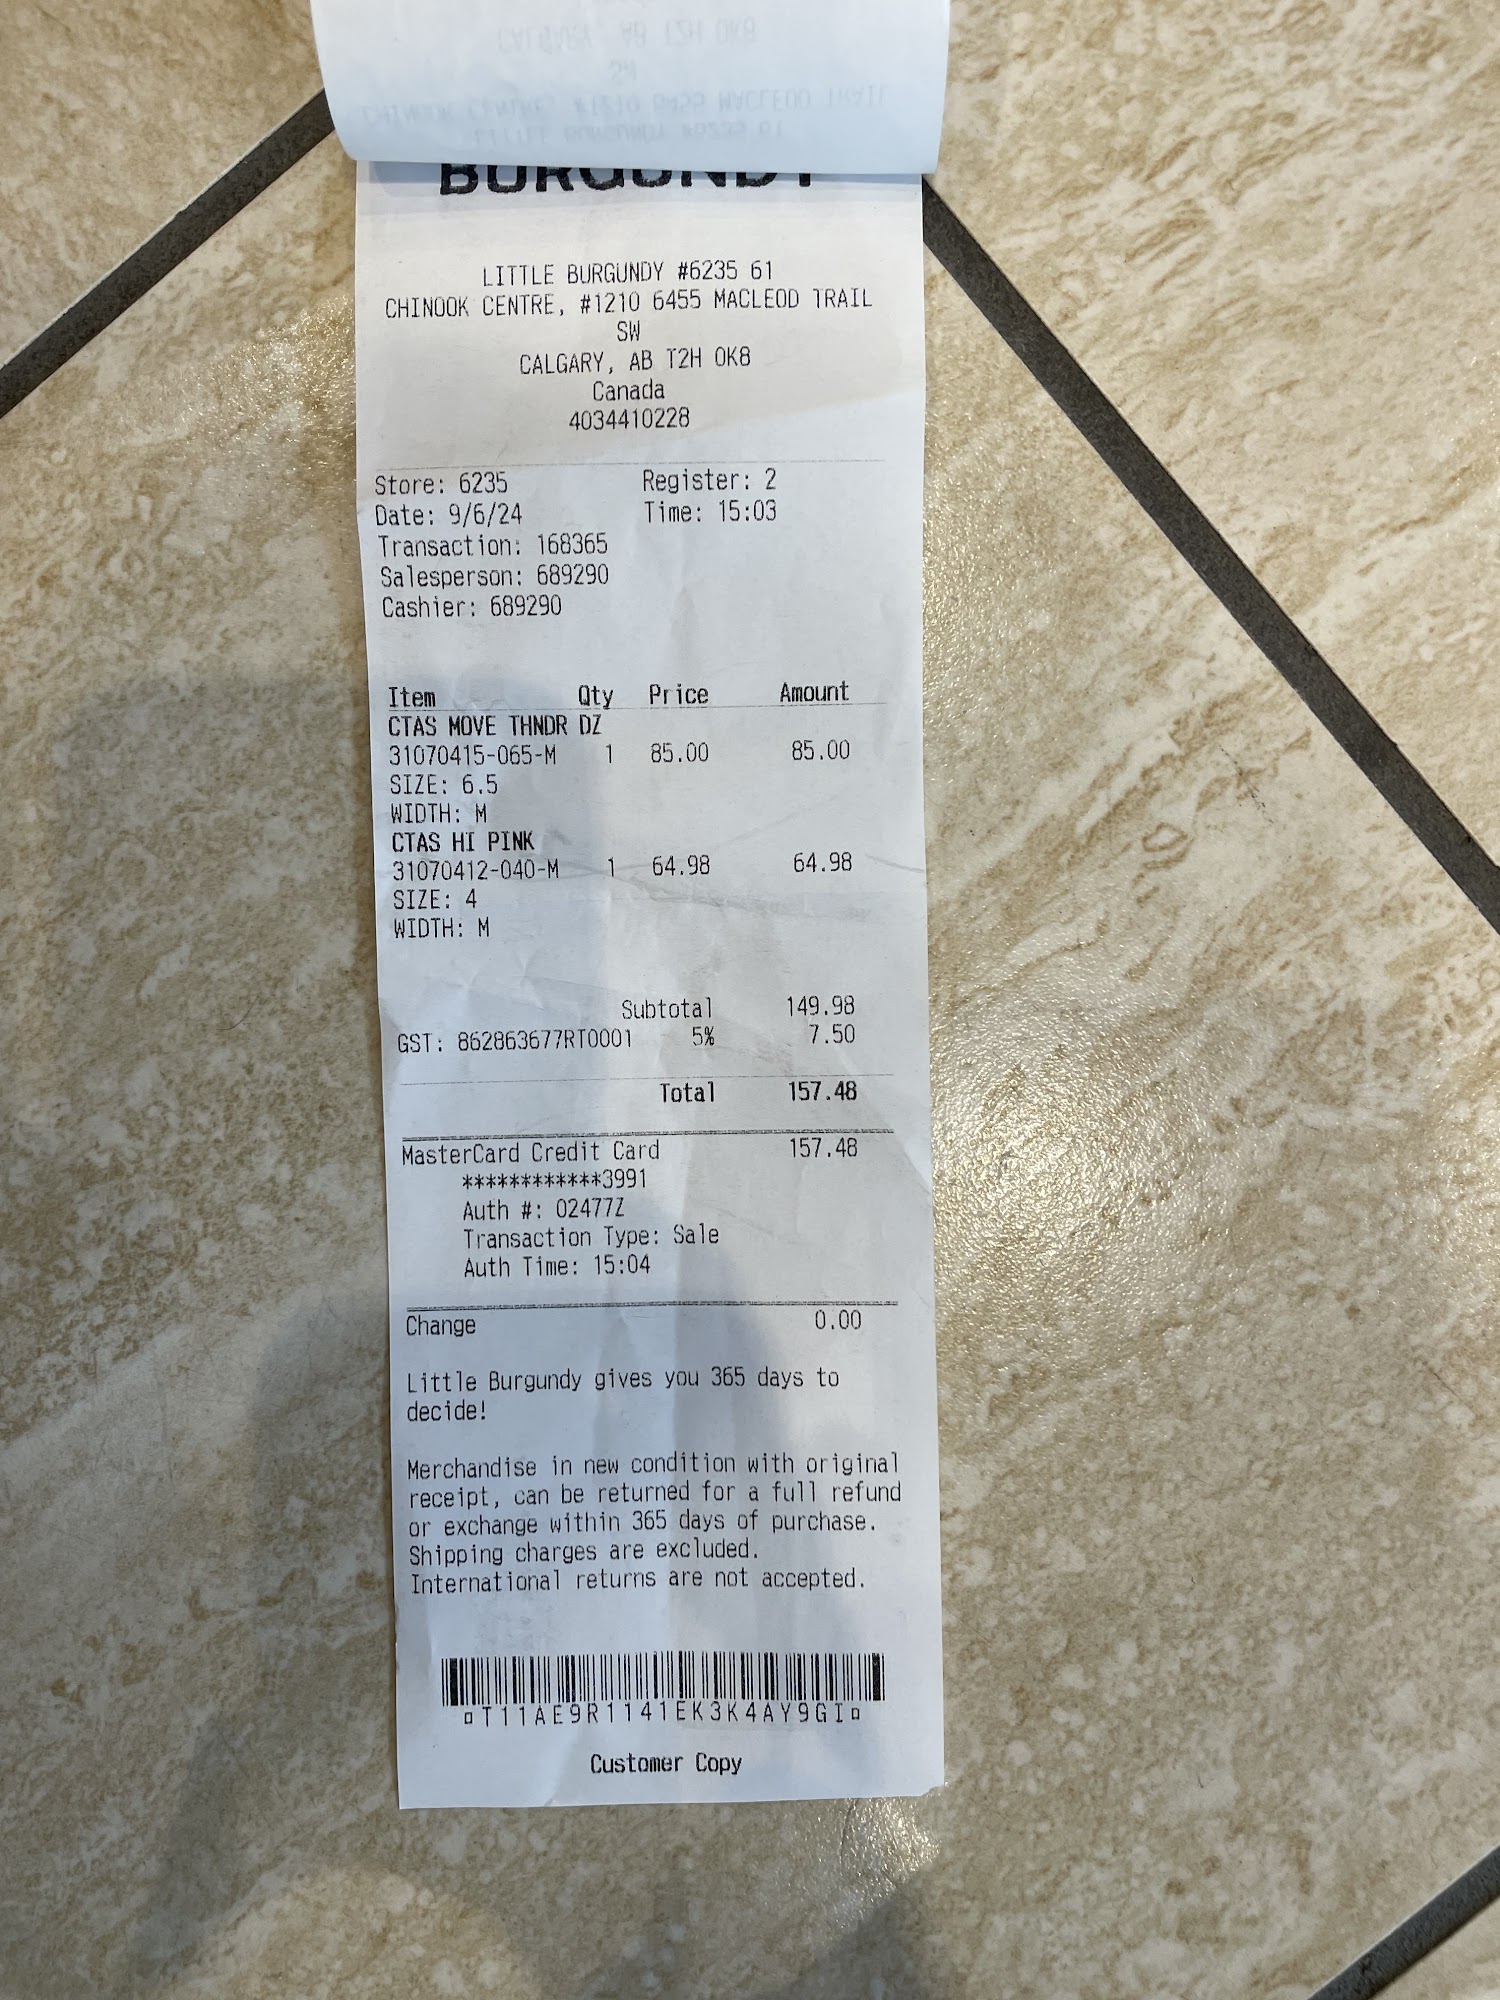 BURGUNDY
LITTLE BURGUNDY #6235 61
CHINOOK CENTRE, #1210 6455 MACLEOD TRAIL
SW
CALGARY, AB T2H 0K8
Canada
4034410228
Store: 6235 Register: 2
Date: 9/6/24 Time: 15:03
Transaction: 168365
Salesperson: 689290
Cashier: 689290
Item Qty Price Amount
CTAS MOVE THNDR DZ
31070415-065-M 1 85.00 85.00
SIZE: 6.5
WIDTH: M
CTAS HI PINK
31070412-040-M 1 64.98 64.98
SIZE: 4
WIDTH: M
Subtotal 149.98
GST: 862863677RT0001 5% 7.50
Total 157.48
MasterCard Credit Card 157.48
************3991
Auth #: 02477Z
Transaction Type: Sale
Auth Time: 15:04
Change 0.00
Little Burgundy gives you 365 days to
decide!
Merchandise in new condition with original
receipt, can be returned for a full refund
or exchange within 365 days of purchase.
Shipping charges are excluded.
International returns are not accepted.
¤T11AE9R1141EK3K4AY9GI¤
Customer Copy